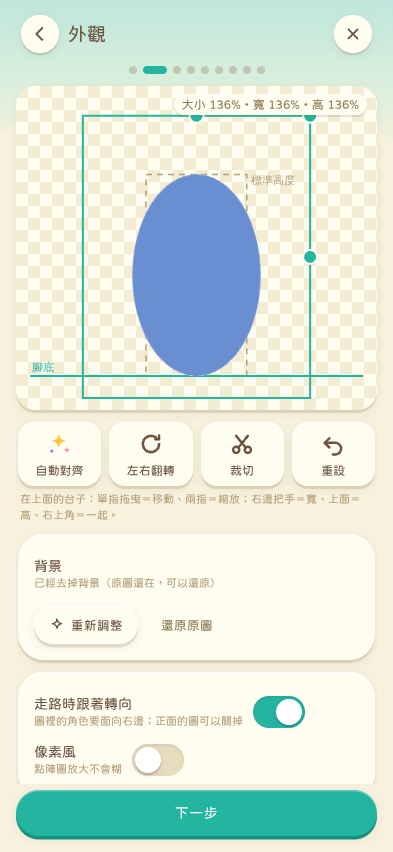 外觀
大小 136%・寬 136%・高 136%
標準高度
腳底
自動對齊
左右翻轉
裁切
重設
在上面的台子：單指拖曳＝移動、兩指＝縮放；右邊把手＝寬、上面＝
高、右上角＝一起。
背景
已經去掉背景（原圖還在，可以還原）
重新調整
還原原圖
走路時跟著轉向
圖裡的角色要面向右邊；正面的圖可以關掉
像素風
點陣圖放大不會糊
下一步